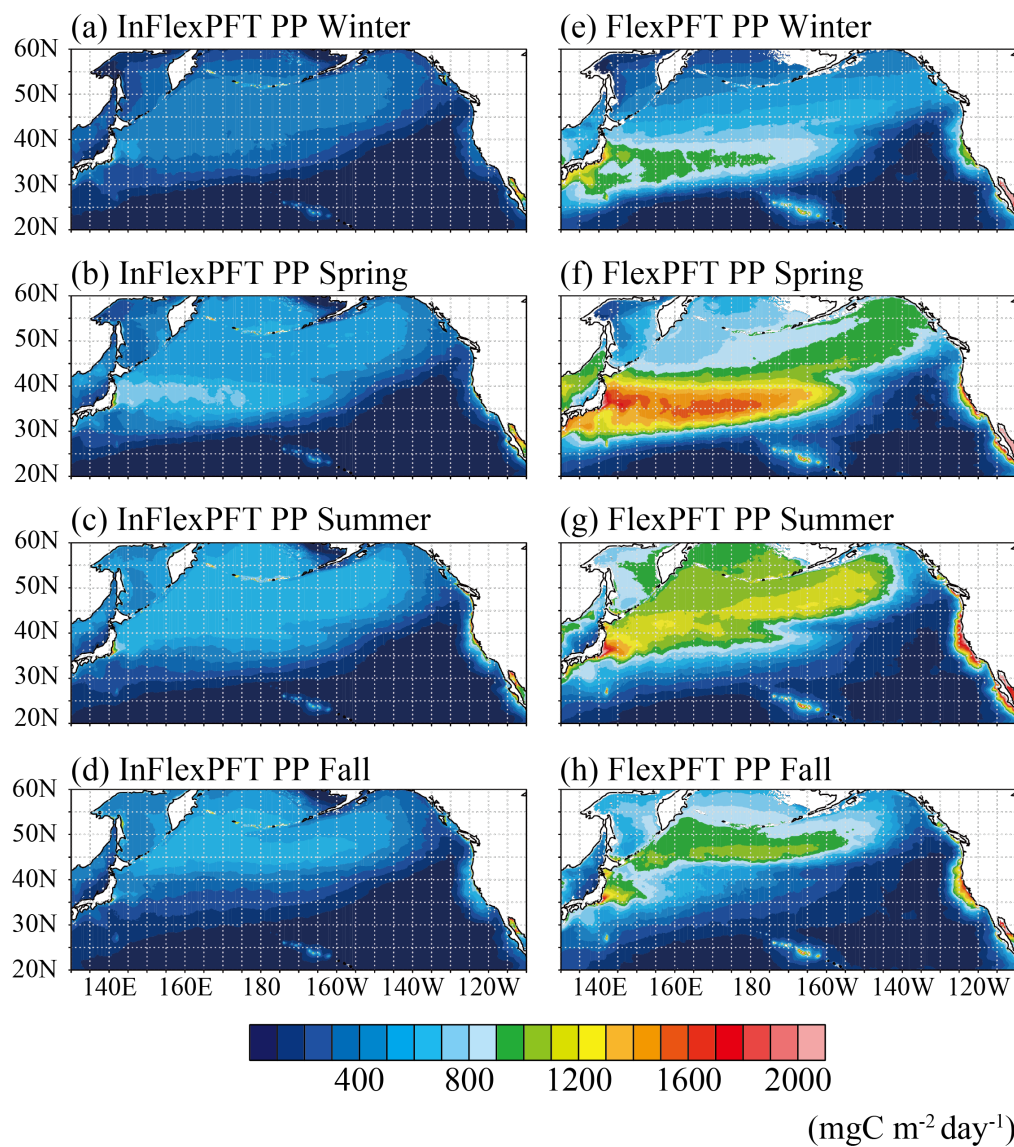 (a) InFlexPFT PP Winter
(e) FlexPFT PP Winter
60N
50N
40N
30N
20N
(b) InFlexPFT PP Spring
(f) FlexPFT PP Spring
60N
50N
40N
30N
20N
(c) InFlexPFT PP Summer
(g) FlexPFT PP Summer
60N
50N
40N
30N
20N
(d) InFlexPFT PP Fall
(h) FlexPFT PP Fall
60N
50N
40N
30N
20N
140E 160E 180 160W 140W 120W
140E 160E 180 160W 140W 120W
400 800 1200 1600 2000
(mgC m⁻² day⁻¹)